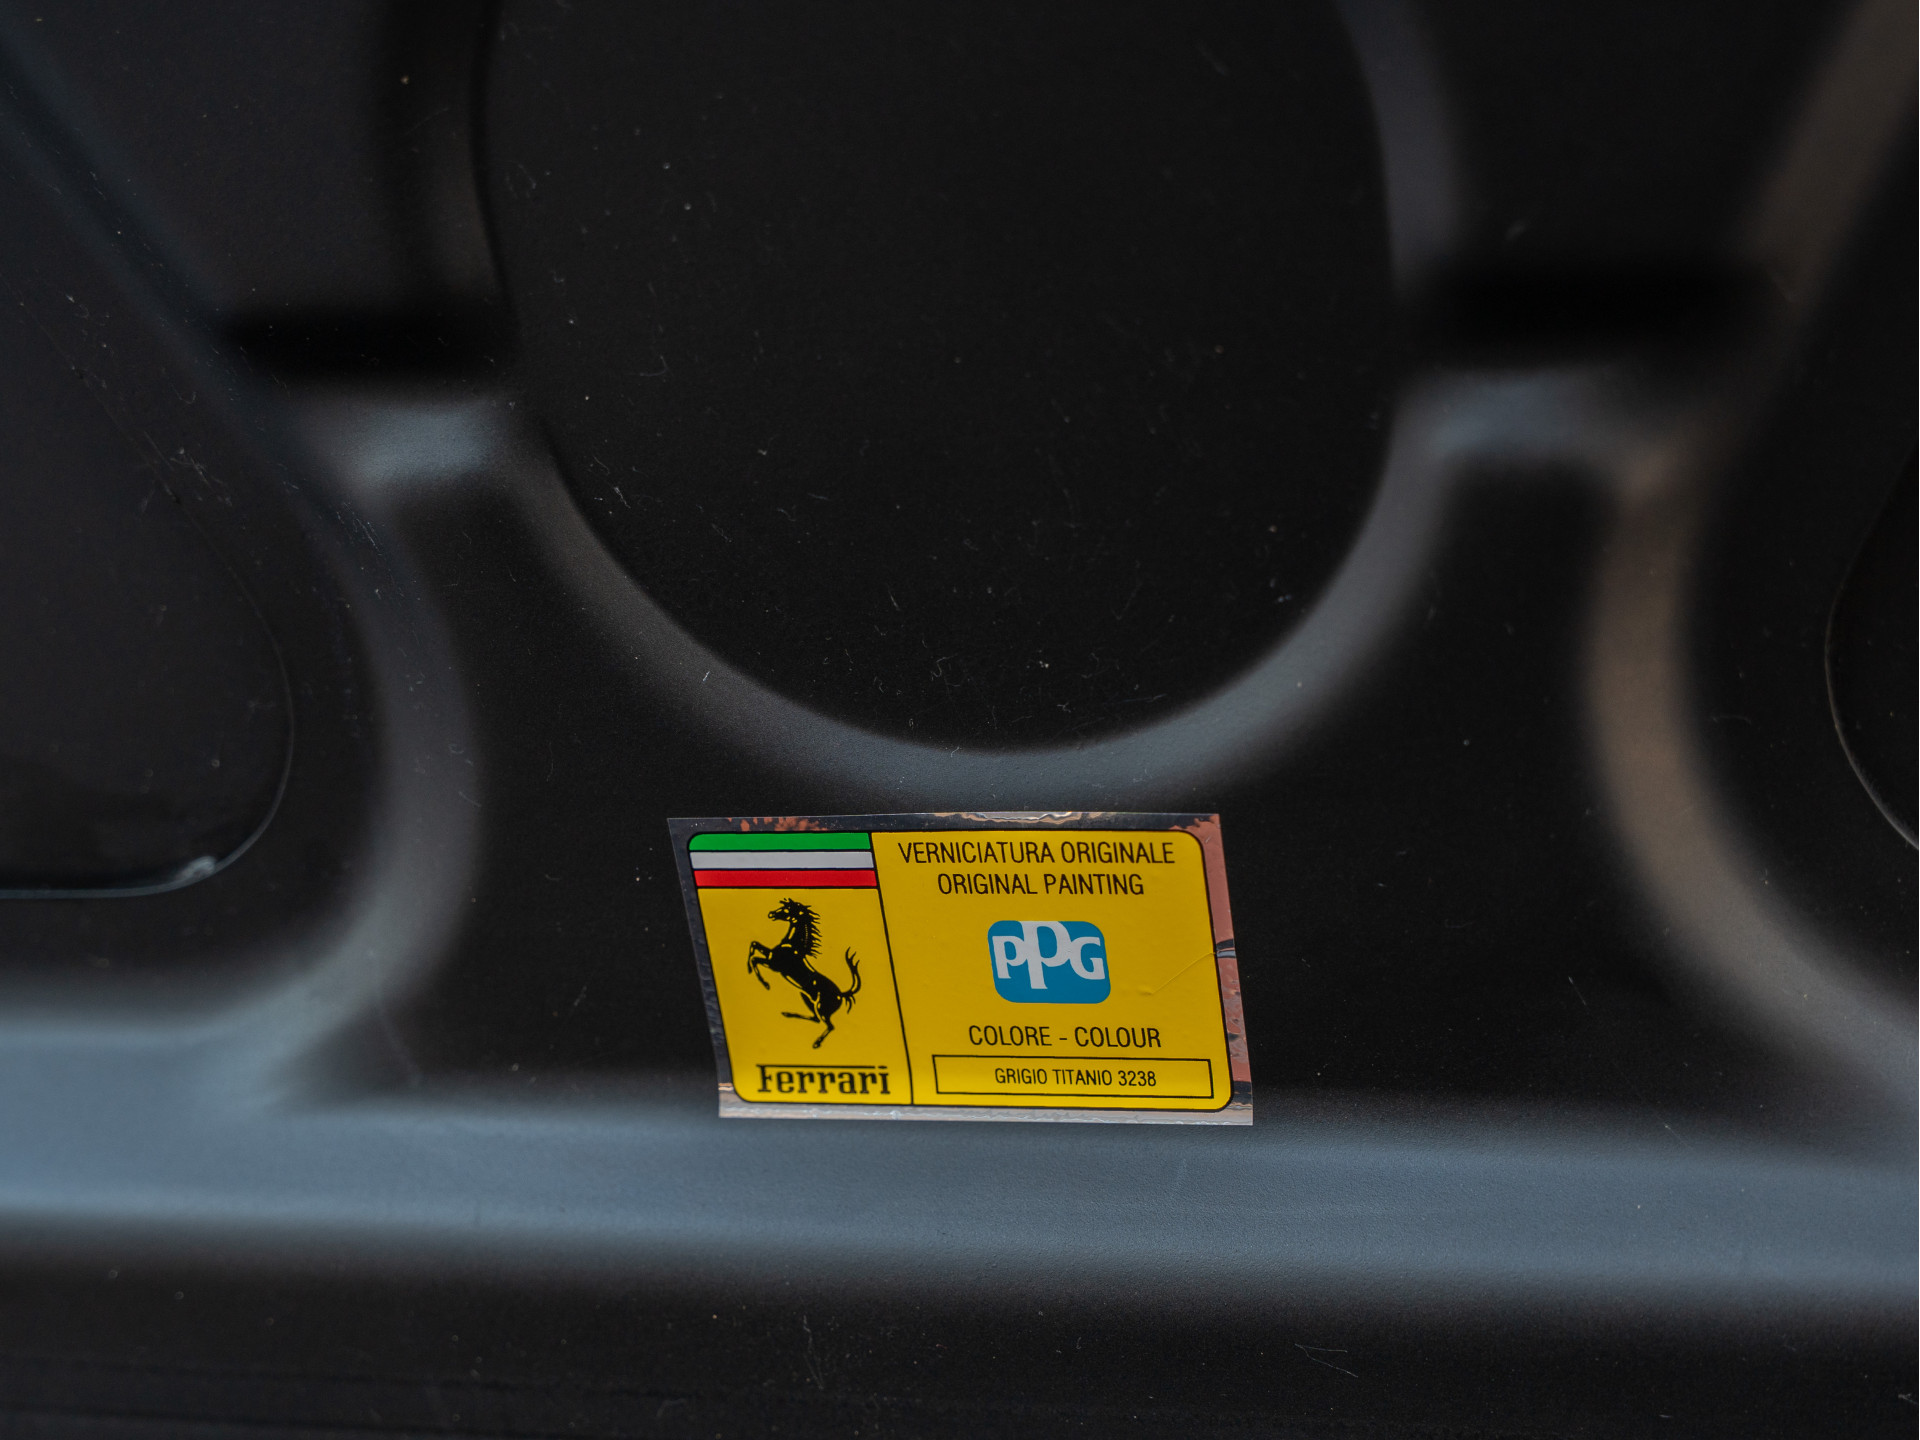 VERNICIATURA ORIGINALE
ORIGINAL PAINTING
PPG
COLORE - COLOUR
GRIGIO TITANIO 3238
Ferrari